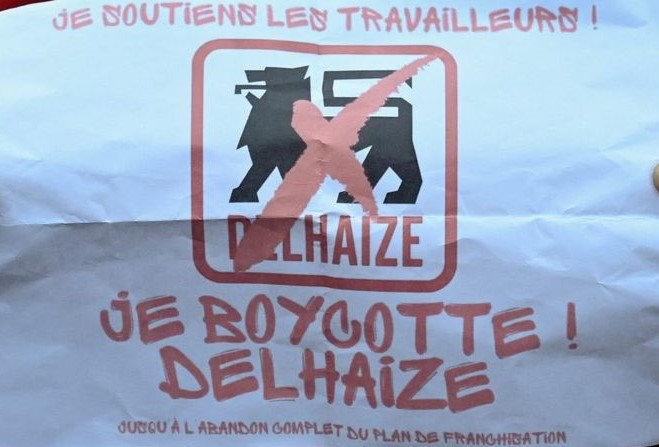 JE SOUTIENS LES TRAVAILLEURS !
DELHAIZE
JE BOYCOTTE !
DELHAIZE
JUSQU'À L ABANDON COMPLET DU PLAN DE FRANCHISATION